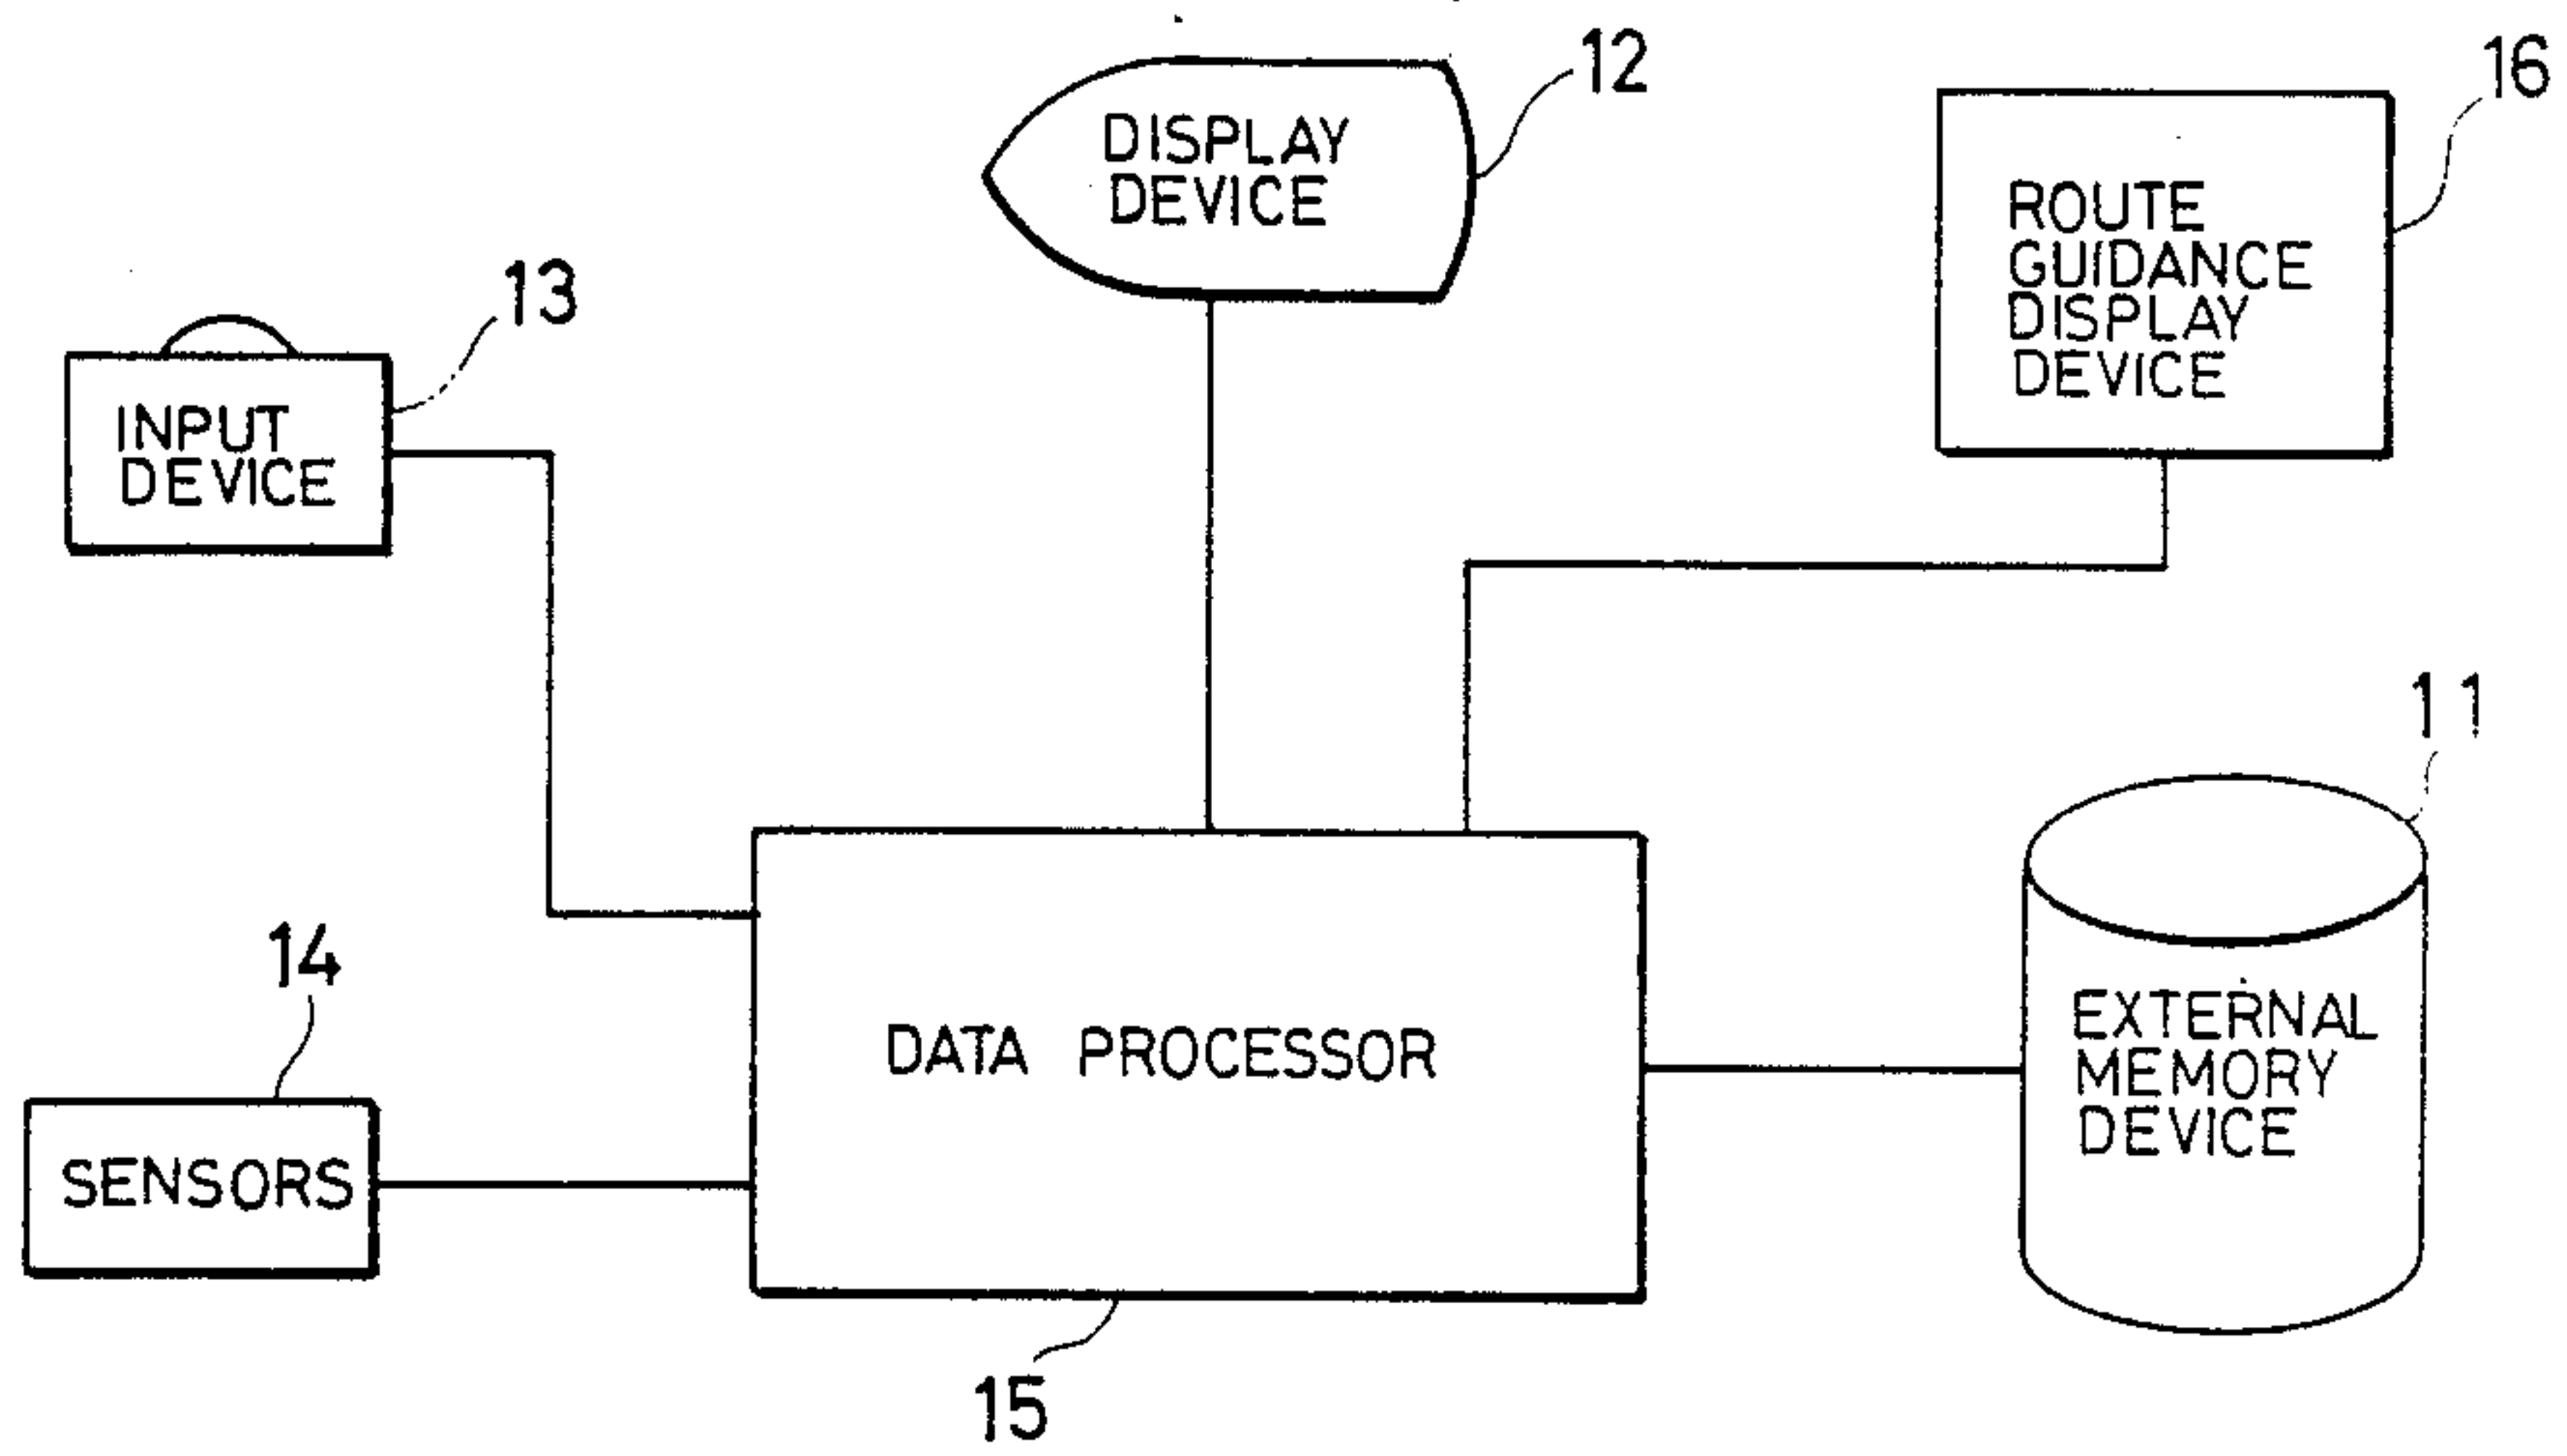 12
DISPLAY
DEVICE
16
ROUTE
GUIDANCE
DISPLAY
DEVICE
13
INPUT
DEVICE
11
EXTERNAL
MEMORY
DEVICE
14
SENSORS
DATA PROCESSOR
15